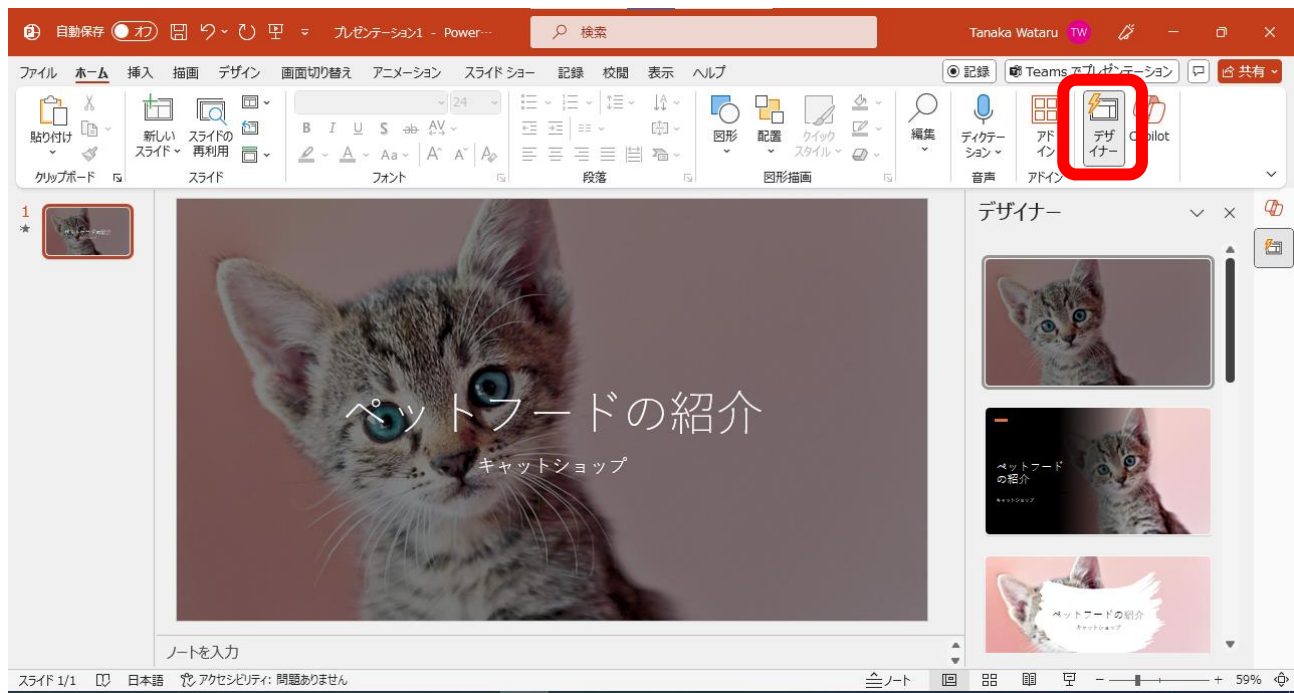 自動保存 オフ プレゼンテーション1 - Power… 検索 Tanaka Wataru TW
ファイル ホーム 挿入 描画 デザイン 画面切り替え アニメーション スライド ショー 記録 校閲 表示 ヘルプ 記録 Teams でプレゼンテーション 共有
貼り付け
新しい
スライド
スライドの
再利用
24
B I U S ab AV
Aa A A A
図形 配置 クイック
スタイル
編集
ディクテー
ション
アド
イン
デザ
イナー
Copilot
クリップボード スライド フォント 段落 図形描画 音声 アドイン
1
ペットフードの紹介
キャットショップ
デザイナー
ペットフード
の紹介
キャットショップ
ペットフードの紹介
キャットショップ
ノートを入力
スライド 1/1 日本語 アクセシビリティ: 問題ありません ノート 59%